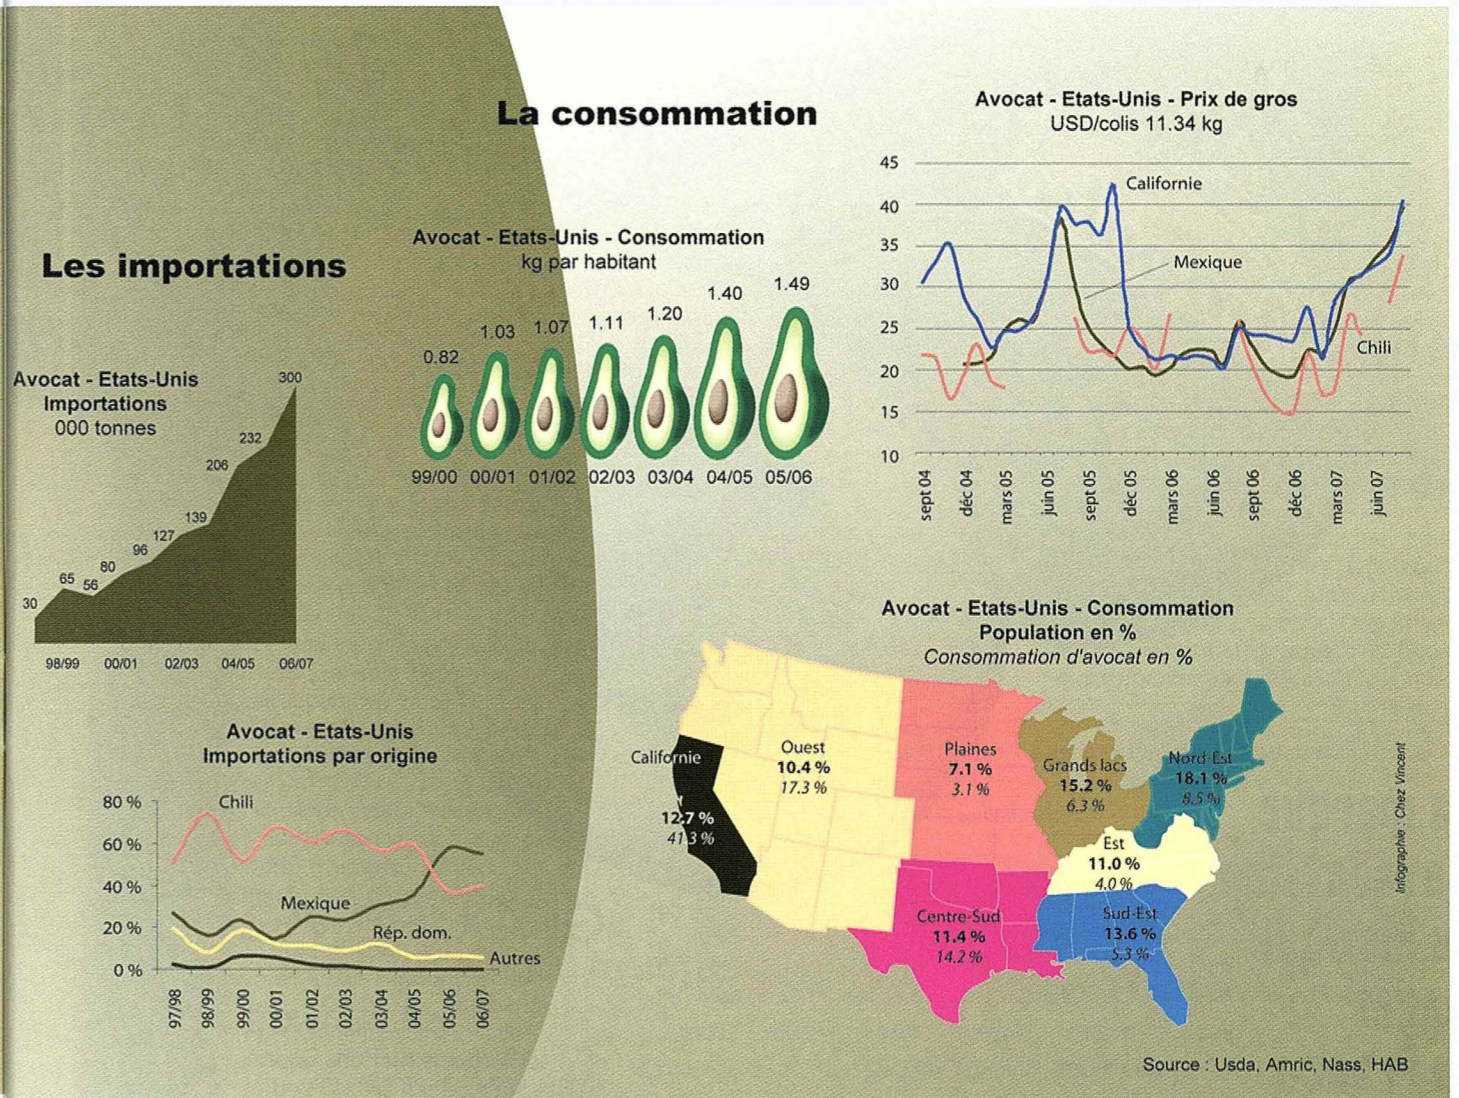 La consommation
Les importations
Avocat - Etats-Unis
Importations
000 tonnes
30
65
56
80
96
127
139
206
232
300
98/99 00/01 02/03 04/05 06/07
Avocat - Etats-Unis - Consommation
kg par habitant
0.82 1.03 1.07 1.11 1.20 1.40 1.49
99/00 00/01 01/02 02/03 03/04 04/05 05/06
Avocat - Etats-Unis - Prix de gros
USD/colis 11.34 kg
45
40
35
30
25
20
15
10
Californie
Mexique
Chili
sept 04 déc 04 mars 05 juin 05 sept 05 déc 05 mars 06 juin 06 sept 06 déc 06 mars 07 juin 07
Avocat - Etats-Unis
Importations par origine
80 %
60 %
40 %
20 %
0 %
Chili
Mexique
Rép. dom.
Autres
97/98 98/99 99/00 00/01 01/02 02/03 03/04 04/05 05/06 06/07
Avocat - Etats-Unis - Consommation
Population en %
Consommation d'avocat en %
Californie
12.7 %
41.3 %
Ouest
10.4 %
17.3 %
Plaines
7.1 %
3.1 %
Grands lacs
15.2 %
6.3 %
Nord-Est
18.1 %
8.5 %
Est
11.0 %
4.0 %
Centre-Sud
11.4 %
14.2 %
Sud-Est
13.6 %
5.3 %
Infographie : Chez Vincent
Source : Usda, Amric, Nass, HAB